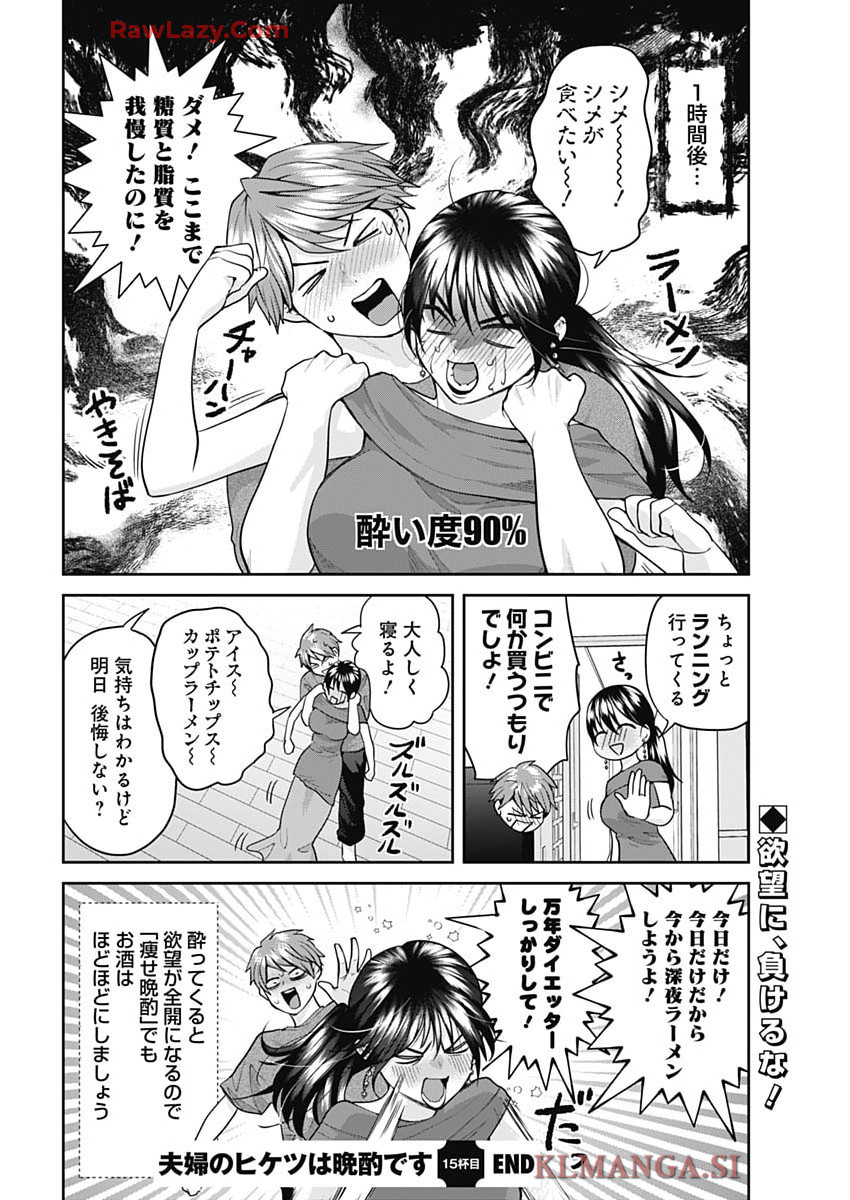 RawLazy.Com
1時間後…
シメ〜〜〜！
シメが
食べたい〜！
ダメ！ここまで
糖質と脂質を
我慢したのに！
ラーメン
チャーハン
やきそば
酔い度90%
ちょっと
ランニング
行ってくる
さっ
コンビニで
何か買うつもり
でしょ！
大人しく
寝るよ！
アイス〜
ポテトチップス〜
カップラーメン〜
ズルズルズル
気持ちはわかるけど
明日 後悔しない？
今日だけ！
今日だけだから
今から深夜ラーメン
しようよ！
万年ダイエッター
しっかりして！
だっ
酔ってくると
欲望が全開になるので
「痩せ晩酌」でも
お酒は
ほどほどにしましょう
◆欲望に、負けるな！
夫婦のヒケツは晩酌です 15杯目 END
KLMANGA.SI